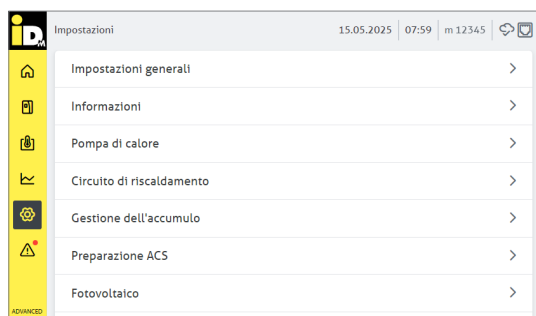 iDM
Impostazioni 15.05.2025 07:59 m 12345
Impostazioni generali
Informazioni
Pompa di calore
Circuito di riscaldamento
Gestione dell'accumulo
Preparazione ACS
Fotovoltaico
ADVANCED